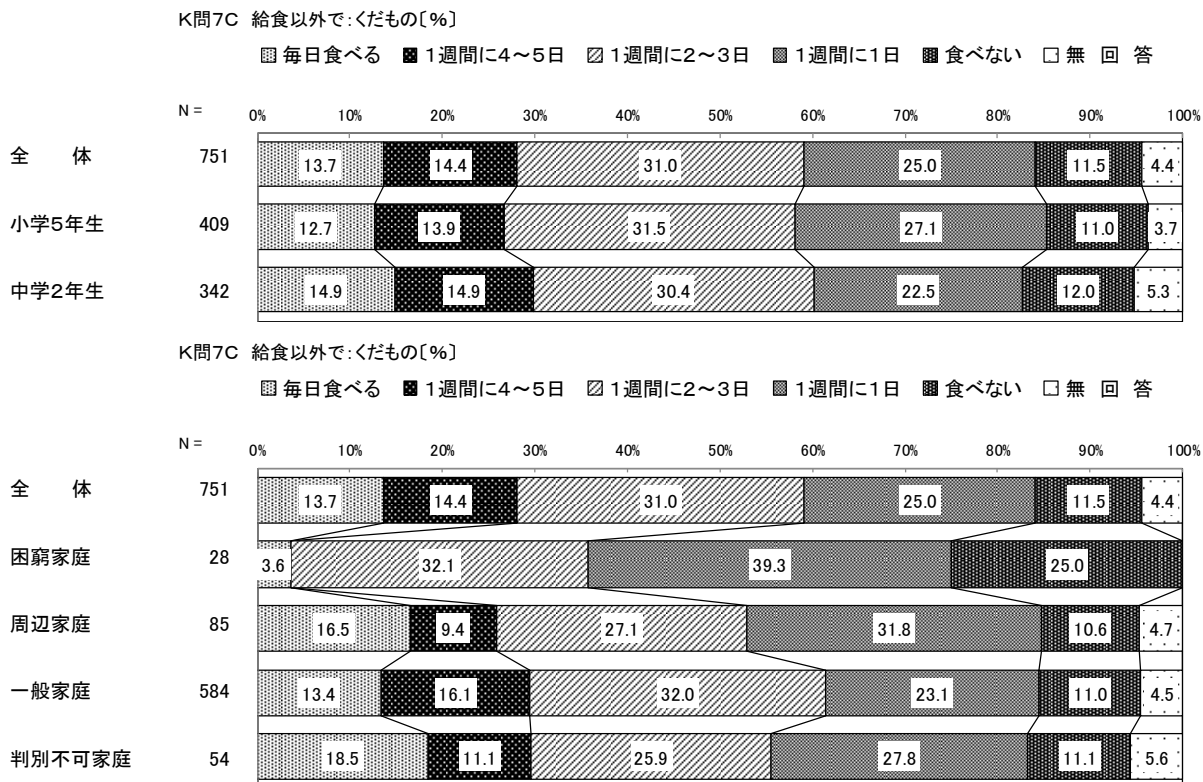 K問7C 給食以外で:くだもの〔%〕
毎日食べる 1週間に4~5日 1週間に2~3日 1週間に1日 食べない 無 回 答
N = 0% 10% 20% 30% 40% 50% 60% 70% 80% 90% 100%
全 体 751 13.7 14.4 31.0 25.0 11.5 4.4
小学5年生 409 12.7 13.9 31.5 27.1 11.0 3.7
中学2年生 342 14.9 14.9 30.4 22.5 12.0 5.3
K問7C 給食以外で:くだもの〔%〕
毎日食べる 1週間に4~5日 1週間に2~3日 1週間に1日 食べない 無 回 答
N = 0% 10% 20% 30% 40% 50% 60% 70% 80% 90% 100%
全 体 751 13.7 14.4 31.0 25.0 11.5 4.4
困窮家庭 28 3.6 32.1 39.3 25.0
周辺家庭 85 16.5 9.4 27.1 31.8 10.6 4.7
一般家庭 584 13.4 16.1 32.0 23.1 11.0 4.5
判別不可家庭 54 18.5 11.1 25.9 27.8 11.1 5.6